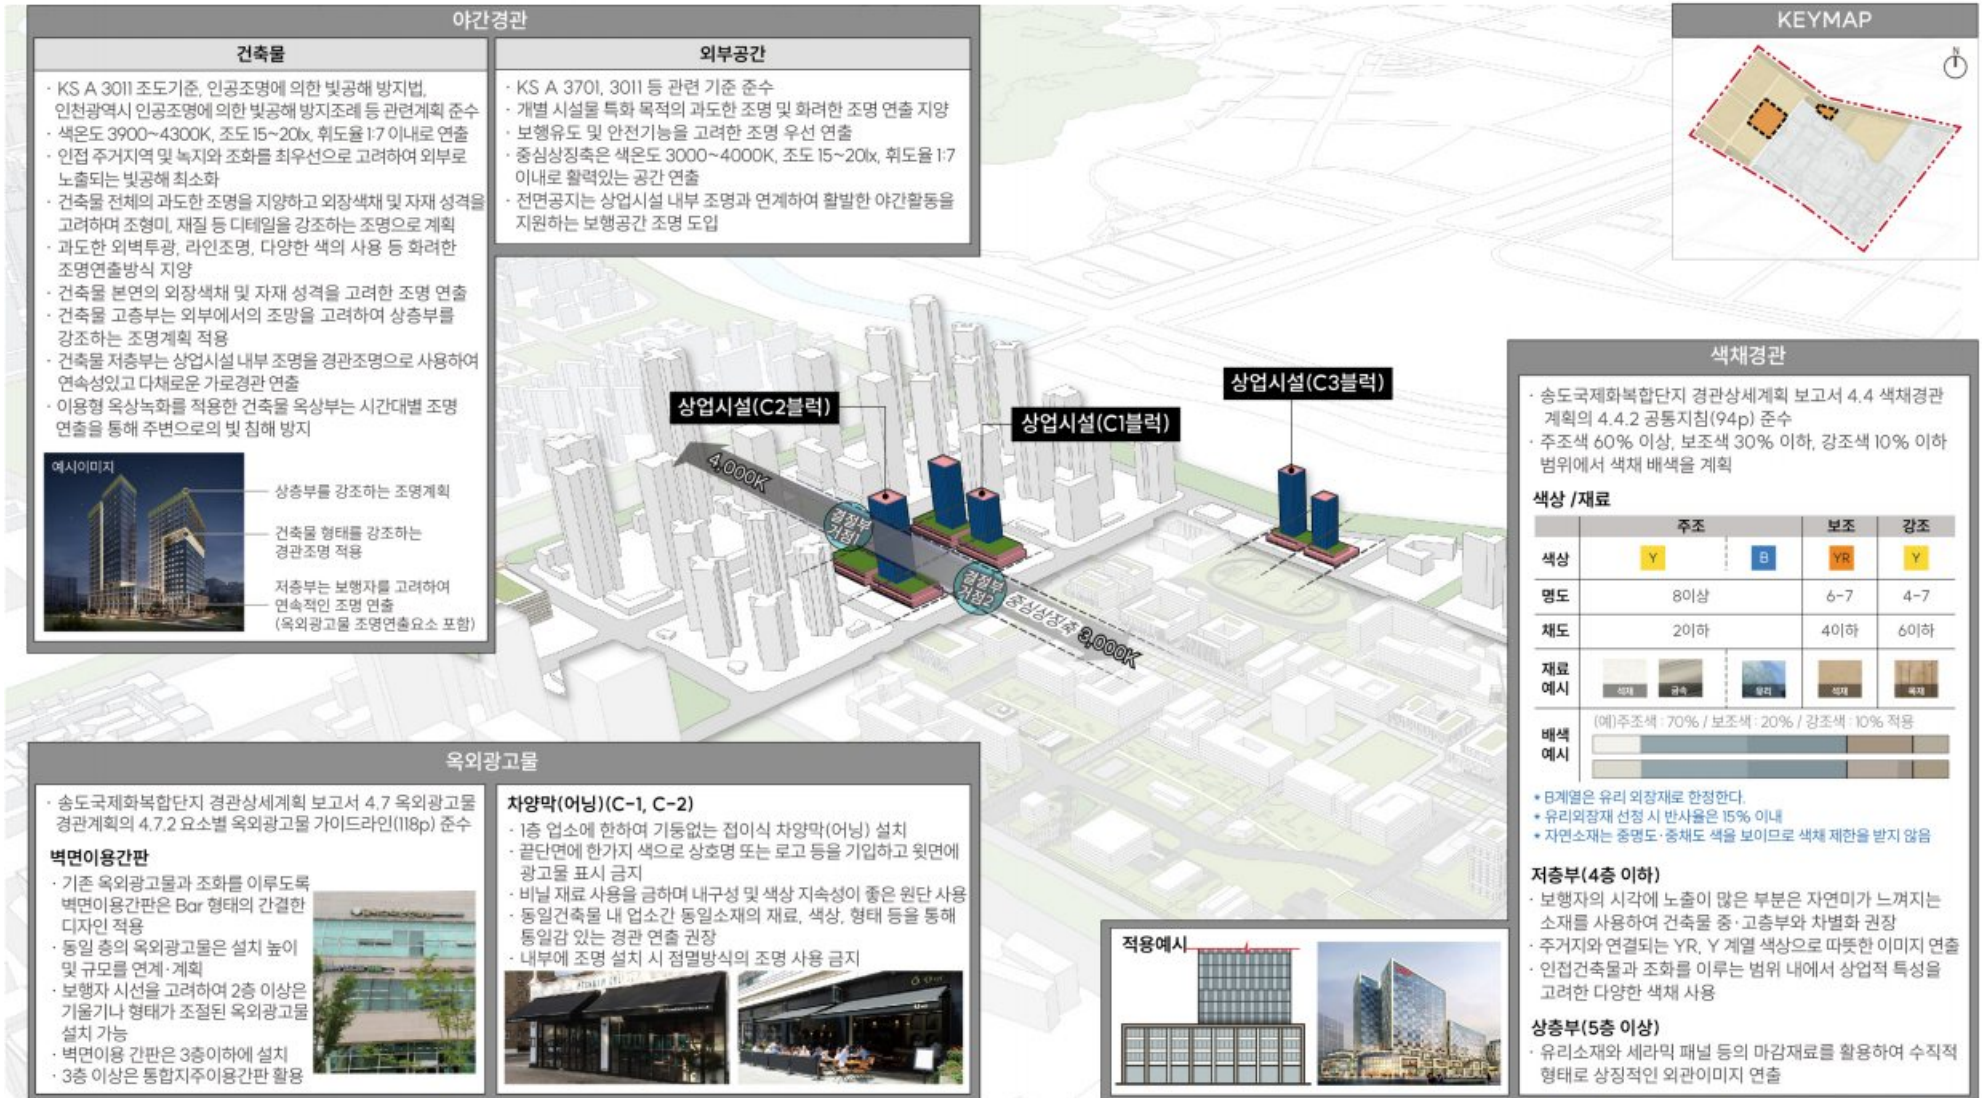 야간경관
건축물
· KS A 3011 조도기준, 인공조명에 의한 빛공해 방지법,
인천광역시 인공조명에 의한 빛공해 방지조례 등 관련계획 준수
· 색온도 3900~4300K, 조도 15~20lx, 휘도율 1:7 이내로 연출
· 인접 주거지역 및 녹지와 조화를 최우선으로 고려하여 외부로
노출되는 빛공해 최소화
· 건축물 전체의 과도한 조명을 지양하고 외장색채 및 자재 성격을
고려하며 조형미, 재질 등 디테일을 강조하는 조명으로 계획
· 과도한 외벽투광, 라인조명, 다양한 색의 사용 등 화려한
조명연출방식 지양
· 건축물 본연의 외장색채 및 자재 성격을 고려한 조명 연출
· 건축물 고층부는 외부에서의 조망을 고려하여 상층부를
강조하는 조명계획 적용
· 건축물 저층부는 상업시설 내부 조명을 경관조명으로 사용하여
연속성있고 다채로운 가로경관 연출
· 이용형 옥상녹화를 적용한 건축물 옥상부는 시간대별 조명
연출을 통해 주변으로의 빛 침해 방지
예시이미지
상층부를 강조하는 조명계획
건축물 형태를 강조하는
경관조명 적용
저층부는 보행자를 고려하여
연속적인 조명 연출
(옥외광고물 조명연출요소 포함)
외부공간
· KS A 3701, 3011 등 관련 기준 준수
· 개별 시설물 특화 목적의 과도한 조명 및 화려한 조명 연출 지양
· 보행유도 및 안전기능을 고려한 조명 우선 연출
· 중심상징축은 색온도 3000~4000K, 조도 15~20lx, 휘도율 1:7
이내로 활력있는 공간 연출
· 전면공지는 상업시설 내부 조명과 연계하여 활발한 야간활동을
지원하는 보행공간 조명 도입
KEYMAP
N
상업시설(C2블럭)
상업시설(C1블럭)
상업시설(C3블럭)
4,000K
결절부
거점1
결절부
거점2
중심상징축 3,000K
색채경관
· 송도국제화복합단지 경관상세계획 보고서 4.4 색채경관
계획의 4.4.2 공통지침(94p) 준수
· 주조색 60% 이상, 보조색 30% 이하, 강조색 10% 이하
범위에서 색채 배색을 계획
색상 /재료
주조 보조 강조
색상 Y B YR Y
명도 8이상 6-7 4-7
채도 2이하 4이하 6이하
재료
예시
석재 금속 유리 석재 목재
배색
예시
(예)주조색 : 70% / 보조색 : 20% / 강조색 : 10% 적용
* B계열은 유리 외장재로 한정한다.
* 유리외장재 선정 시 반사율은 15% 이내
* 자연소재는 중명도·중채도 색을 보이므로 색채 제한을 받지 않음
저층부(4층 이하)
· 보행자의 시각에 노출이 많은 부분은 자연미가 느껴지는
소재를 사용하여 건축물 중·고층부와 차별화 권장
· 주거지와 연결되는 YR, Y 계열 색상으로 따뜻한 이미지 연출
· 인접건축물과 조화를 이루는 범위 내에서 상업적 특성을
고려한 다양한 색채 사용
상층부(5층 이상)
· 유리소재와 세라믹 패널 등의 마감재료를 활용하여 수직적
형태로 상징적인 외관이미지 연출
옥외광고물
· 송도국제화복합단지 경관상세계획 보고서 4.7 옥외광고물
경관계획의 4.7.2 요소별 옥외광고물 가이드라인(118p) 준수
벽면이용간판
· 기존 옥외광고물과 조화를 이루도록
벽면이용간판은 Bar 형태의 간결한
디자인 적용
· 동일 층의 옥외광고물은 설치 높이
및 규모를 연계·계획
· 보행자 시선을 고려하여 2층 이상은
기울기나 형태가 조절된 옥외광고물
설치 가능
· 벽면이용 간판은 3층이하에 설치
· 3층 이상은 통합지주이용간판 활용
차양막(어닝)(C-1, C-2)
· 1층 업소에 한하여 기둥없는 접이식 차양막(어닝) 설치
· 끝단면에 한가지 색으로 상호명 또는 로고 등을 기입하고 윗면에
광고물 표시 금지
· 비닐 재료 사용을 금하며 내구성 및 색상 지속성이 좋은 원단 사용
· 동일건축물 내 업소간 동일소재의 재료, 색상, 형태 등을 통해
통일감 있는 경관 연출 권장
· 내부에 조명 설치 시 점멸방식의 조명 사용 금지
적용예시